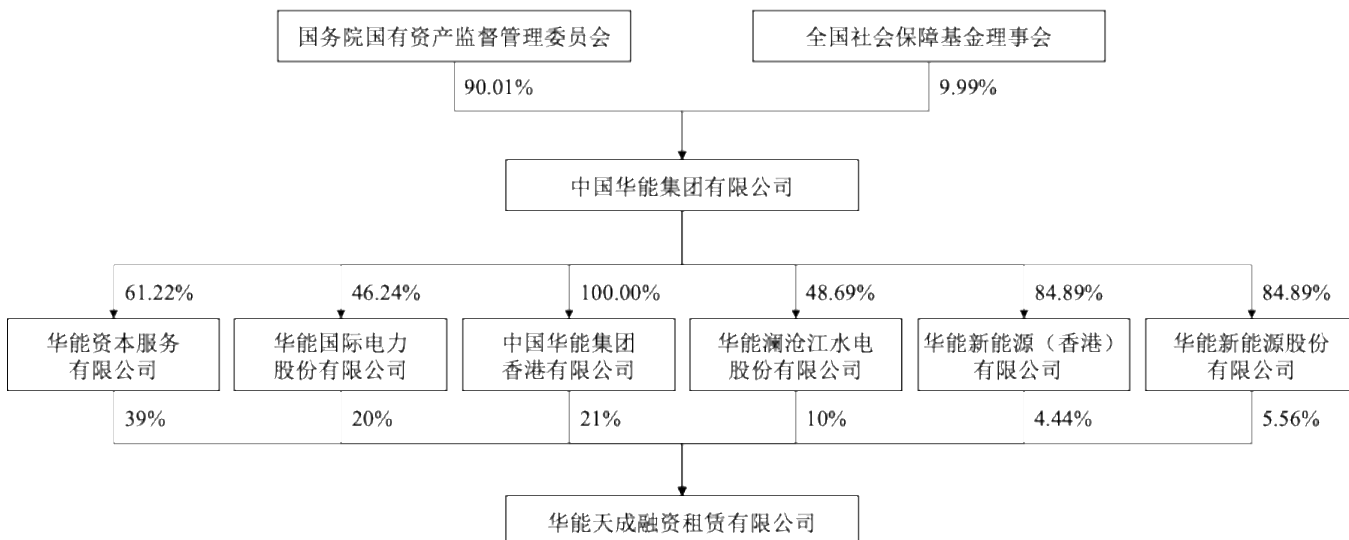 国务院国有资产监督管理委员会
全国社会保障基金理事会
90.01%
9.99%
中国华能集团有限公司
61.22%
46.24%
100.00%
48.69%
84.89%
84.89%
华能资本服务
有限公司
华能国际电力
股份有限公司
中国华能集团
香港有限公司
华能澜沧江水电
股份有限公司
华能新能源（香港）
有限公司
华能新能源股份
有限公司
39%
20%
21%
10%
4.44%
5.56%
华能天成融资租赁有限公司